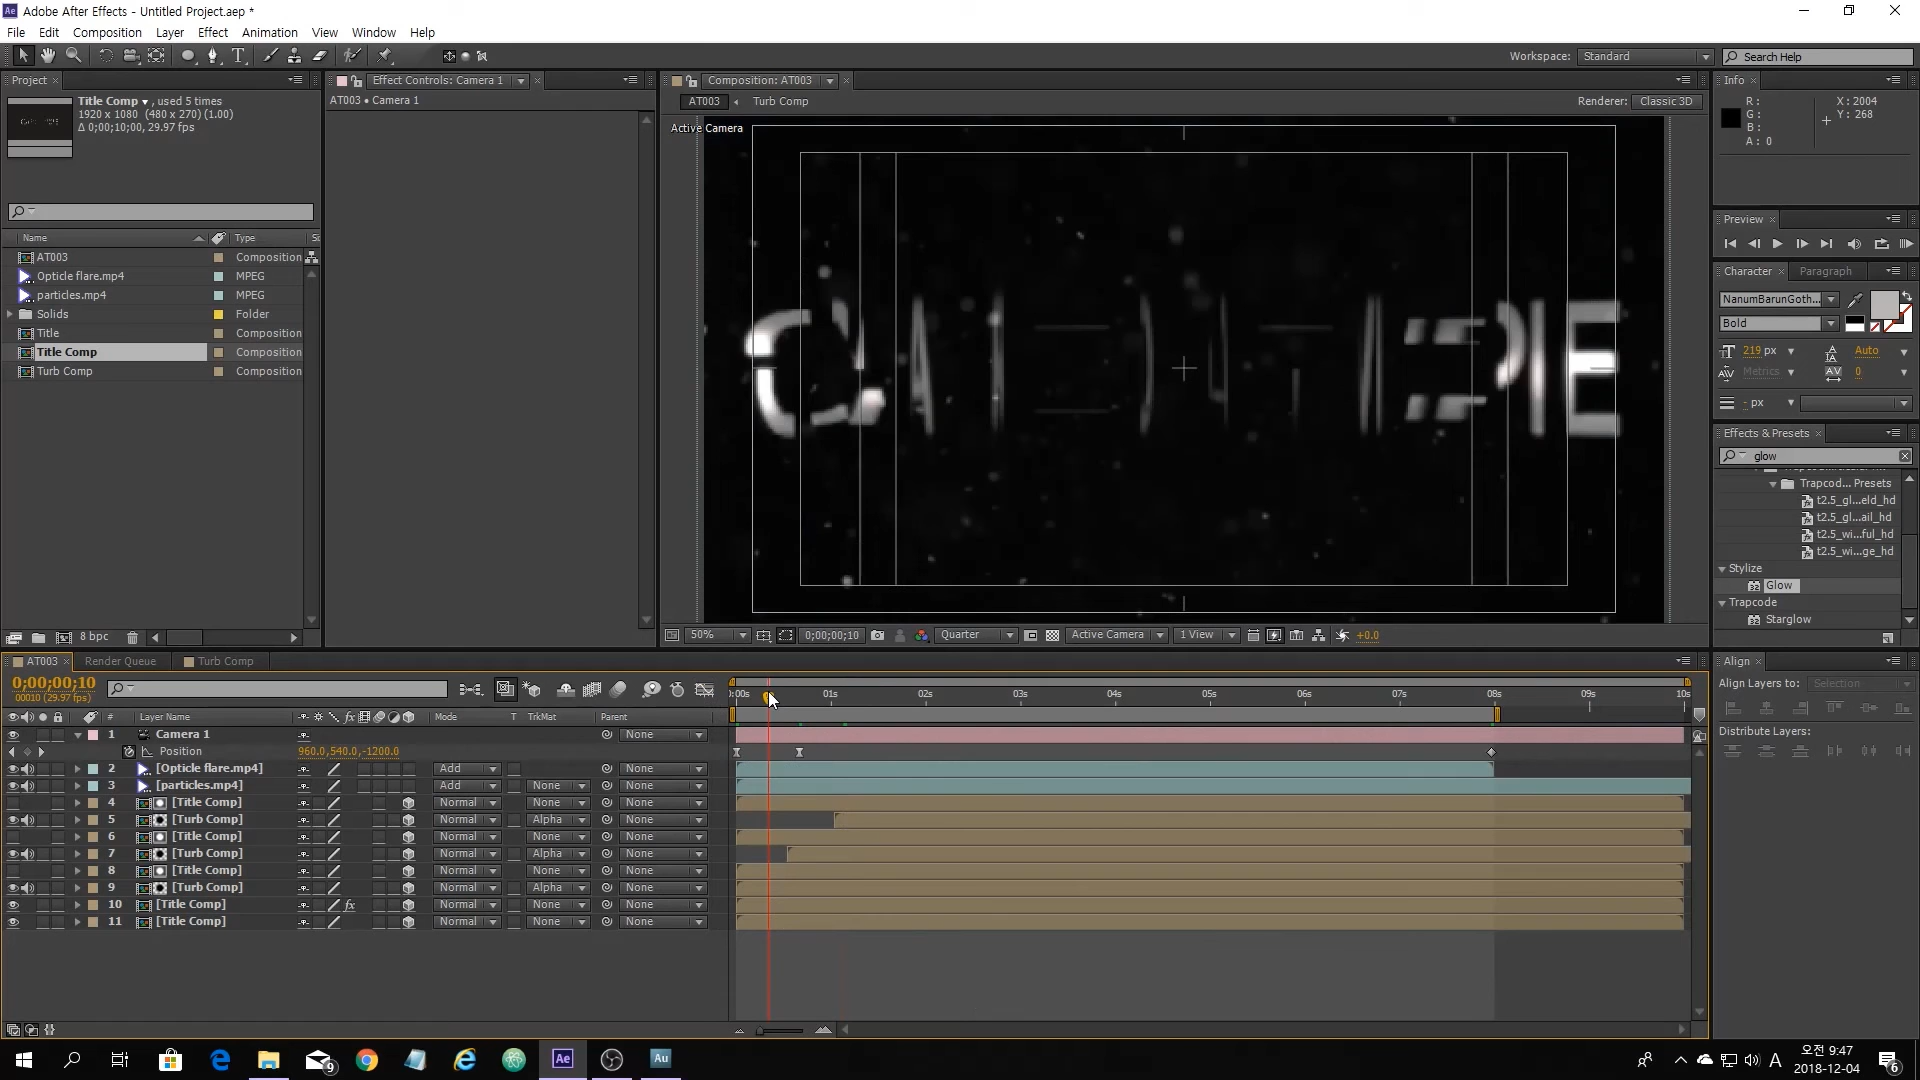 Adobe After Effects - Untitled Project.aep *
File Edit Composition Layer Effect Animation View Window Help
Workspace: Standard Search Help
Project
Title Comp , used 5 times
1920 x 1080 (480 x 270) (1.00)
Δ 0;00;10;00, 29.97 fps
Name Type
AT003 Composition
Opticle flare.mp4 MPEG
particles.mp4 MPEG
Solids Folder
Title Composition
Title Comp Composition
Turb Comp Composition
8 bpc
Effect Controls: Camera 1
AT003 • Camera 1
Composition: AT003
AT003 Turb Comp
Renderer: Classic 3D
Active Camera
50% 0;00;00;10 Quarter Active Camera 1 View +0.0
Info
R: X: 2004
G: Y: 268
B:
A: 0
Preview
Character Paragraph
NanumBarunGoth...
Bold
219 px Auto
Metrics 0
- px
Effects & Presets
glow
Trapcod... Presets
t2.5_gl...eld_hd
t2.5_gl...ail_hd
t2.5_wi...ful_hd
t2.5_wi...ge_hd
Stylize
Glow
Trapcode
Starglow
Align
Align Layers to: Selection
Distribute Layers:
AT003 Render Queue Turb Comp
0;00;00;10
00010 (29.97 fps)
:00s 01s 02s 03s 04s 05s 06s 07s 08s 09s 10s
# Layer Name fx Mode T TrkMat Parent
1 Camera 1 None
Position 960.0,540.0,-1200.0
2 [Opticle flare.mp4] Add None
3 [particles.mp4] Add None None
4 [Title Comp] Normal None None
5 [Turb Comp] Normal Alpha None
6 [Title Comp] Normal None None
7 [Turb Comp] Normal Alpha None
8 [Title Comp] Normal None None
9 [Turb Comp] Normal Alpha None
10 [Title Comp] fx Normal None None
11 [Title Comp] Normal None None
9 Ae Au A 오전 9:47
2018-12-04 6